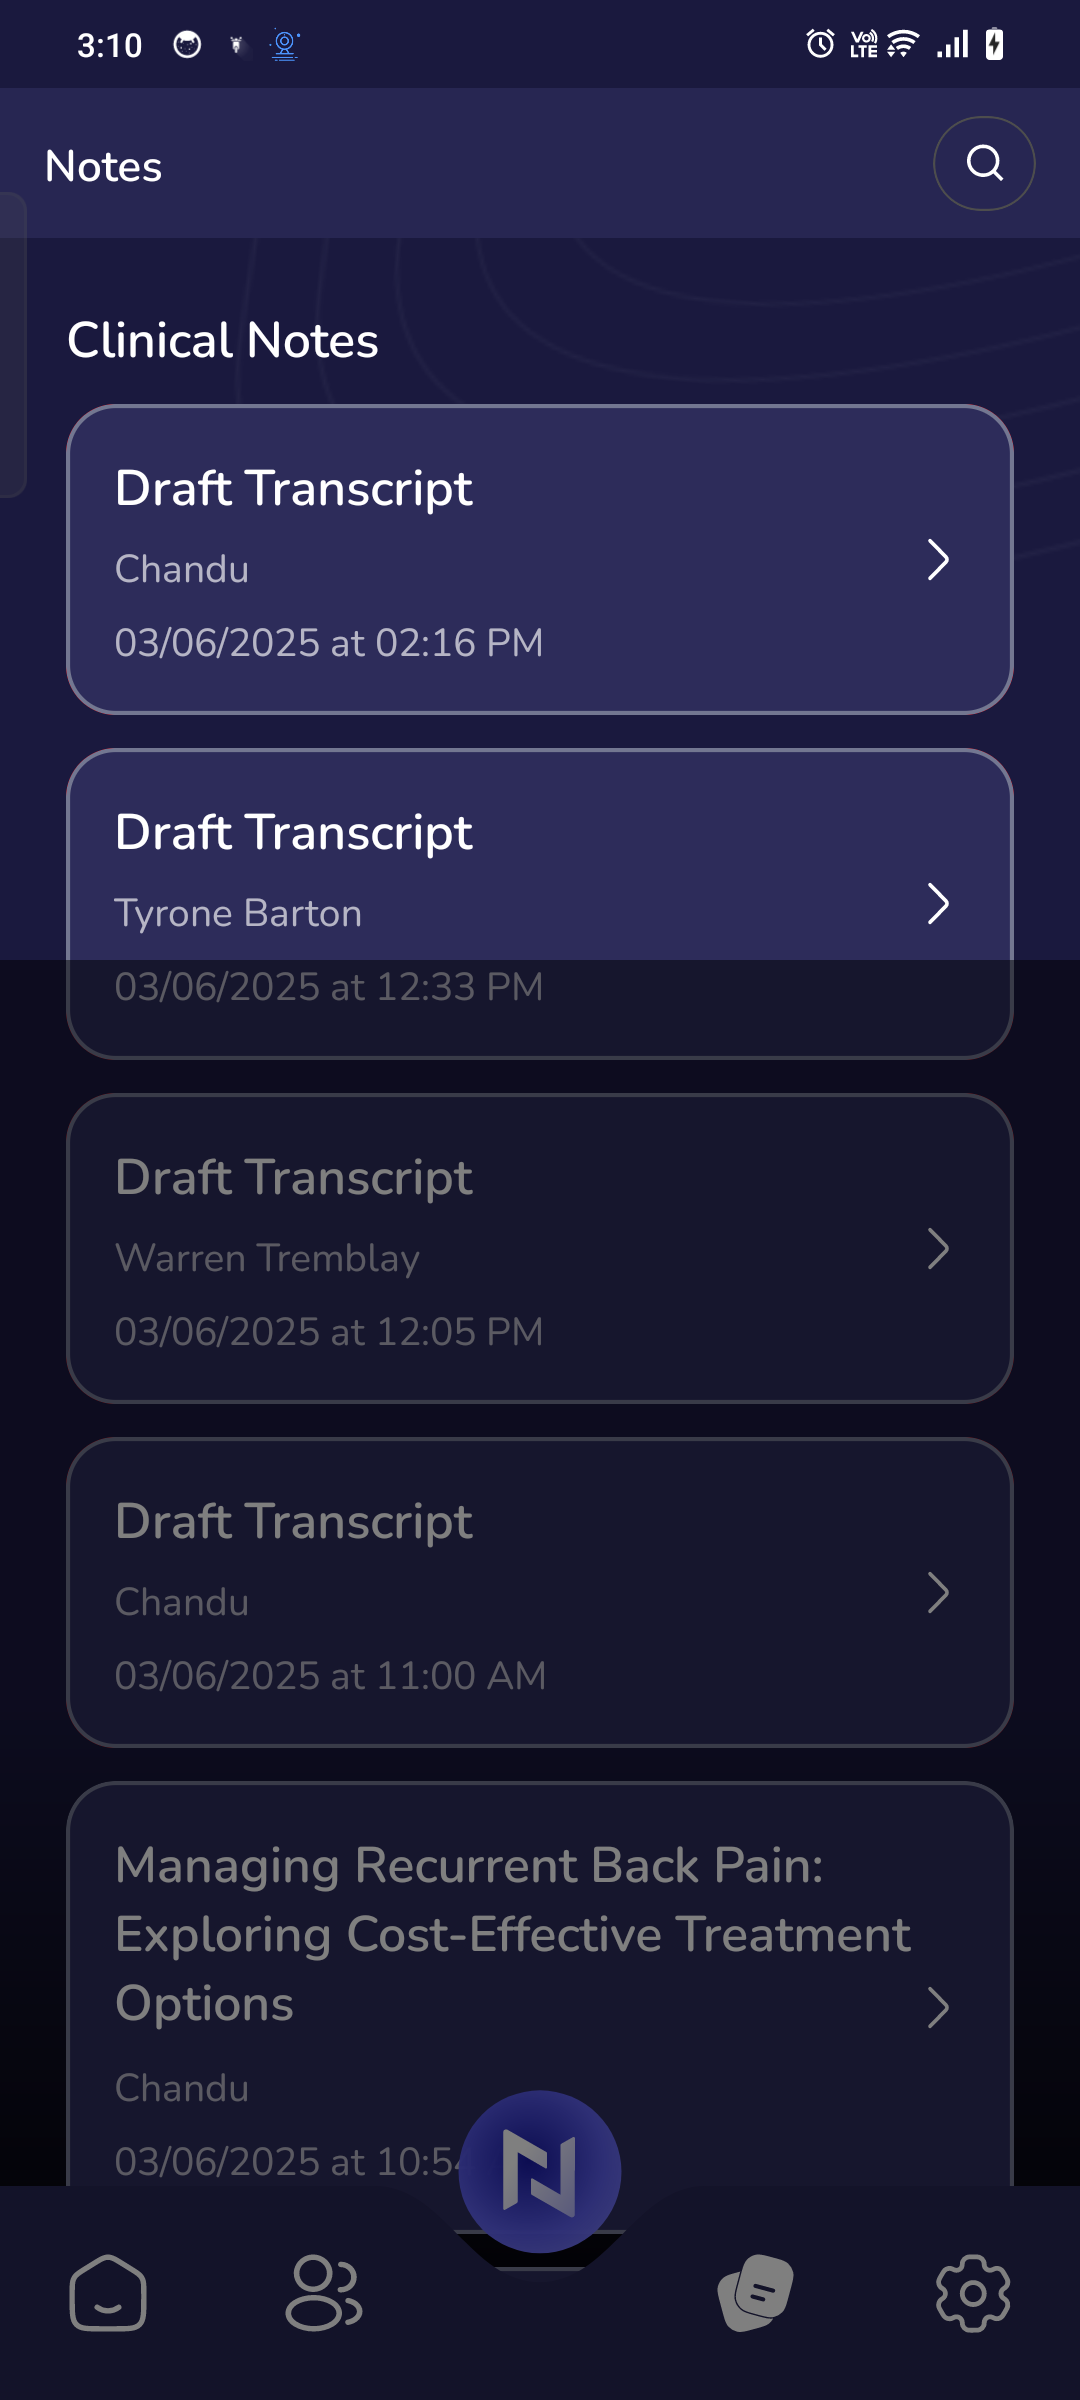 3:10
Vo)) LTE
Notes
Clinical Notes
Draft Transcript
Chandu
03/06/2025 at 02:16 PM
Draft Transcript
Tyrone Barton
03/06/2025 at 12:33 PM
Draft Transcript
Warren Tremblay
03/06/2025 at 12:05 PM
Draft Transcript
Chandu
03/06/2025 at 11:00 AM
Managing Recurrent Back Pain:
Exploring Cost-Effective Treatment
Options
Chandu
03/06/2025 at